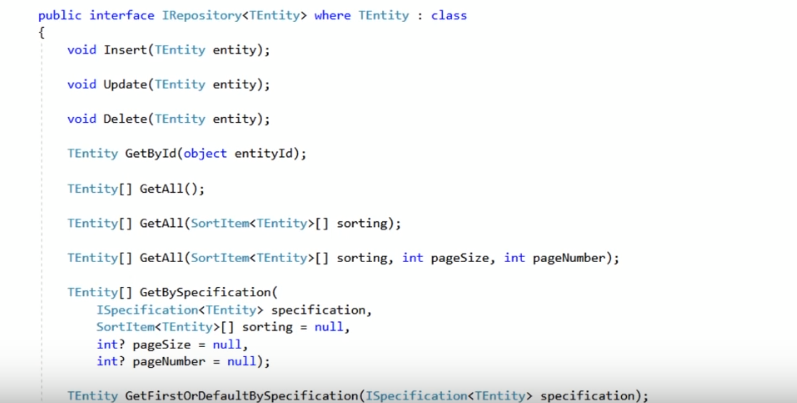 public interface IRepository<TEntity> where TEntity : class
{
void Insert(TEntity entity);
void Update(TEntity entity);
void Delete(TEntity entity);
TEntity GetById(object entityId);
TEntity[] GetAll();
TEntity[] GetAll(SortItem<TEntity>[] sorting);
TEntity[] GetAll(SortItem<TEntity>[] sorting, int pageSize, int pageNumber);
TEntity[] GetBySpecification(
ISpecification<TEntity> specification,
SortItem<TEntity>[] sorting = null,
int? pageSize = null,
int? pageNumber = null);
TEntity GetFirstOrDefaultBySpecification(ISpecification<TEntity> specification);